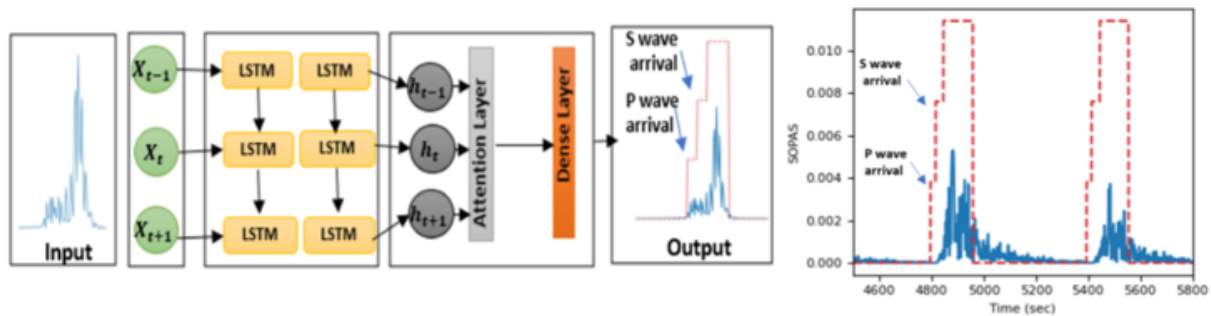 Input
X_{t-1}
X_t
X_{t+1}
LSTM
LSTM
LSTM
LSTM
LSTM
LSTM
h_{t-1}
h_t
h_{t+1}
Attention Layer
Dense Layer
S wave
arrival
P wave
arrival
Output
SOPAS
0.010
0.008
0.006
0.004
0.002
0.000
S wave
arrival
P wave
arrival
4600
4800
5000
5200
5400
5600
5800
Time (sec)